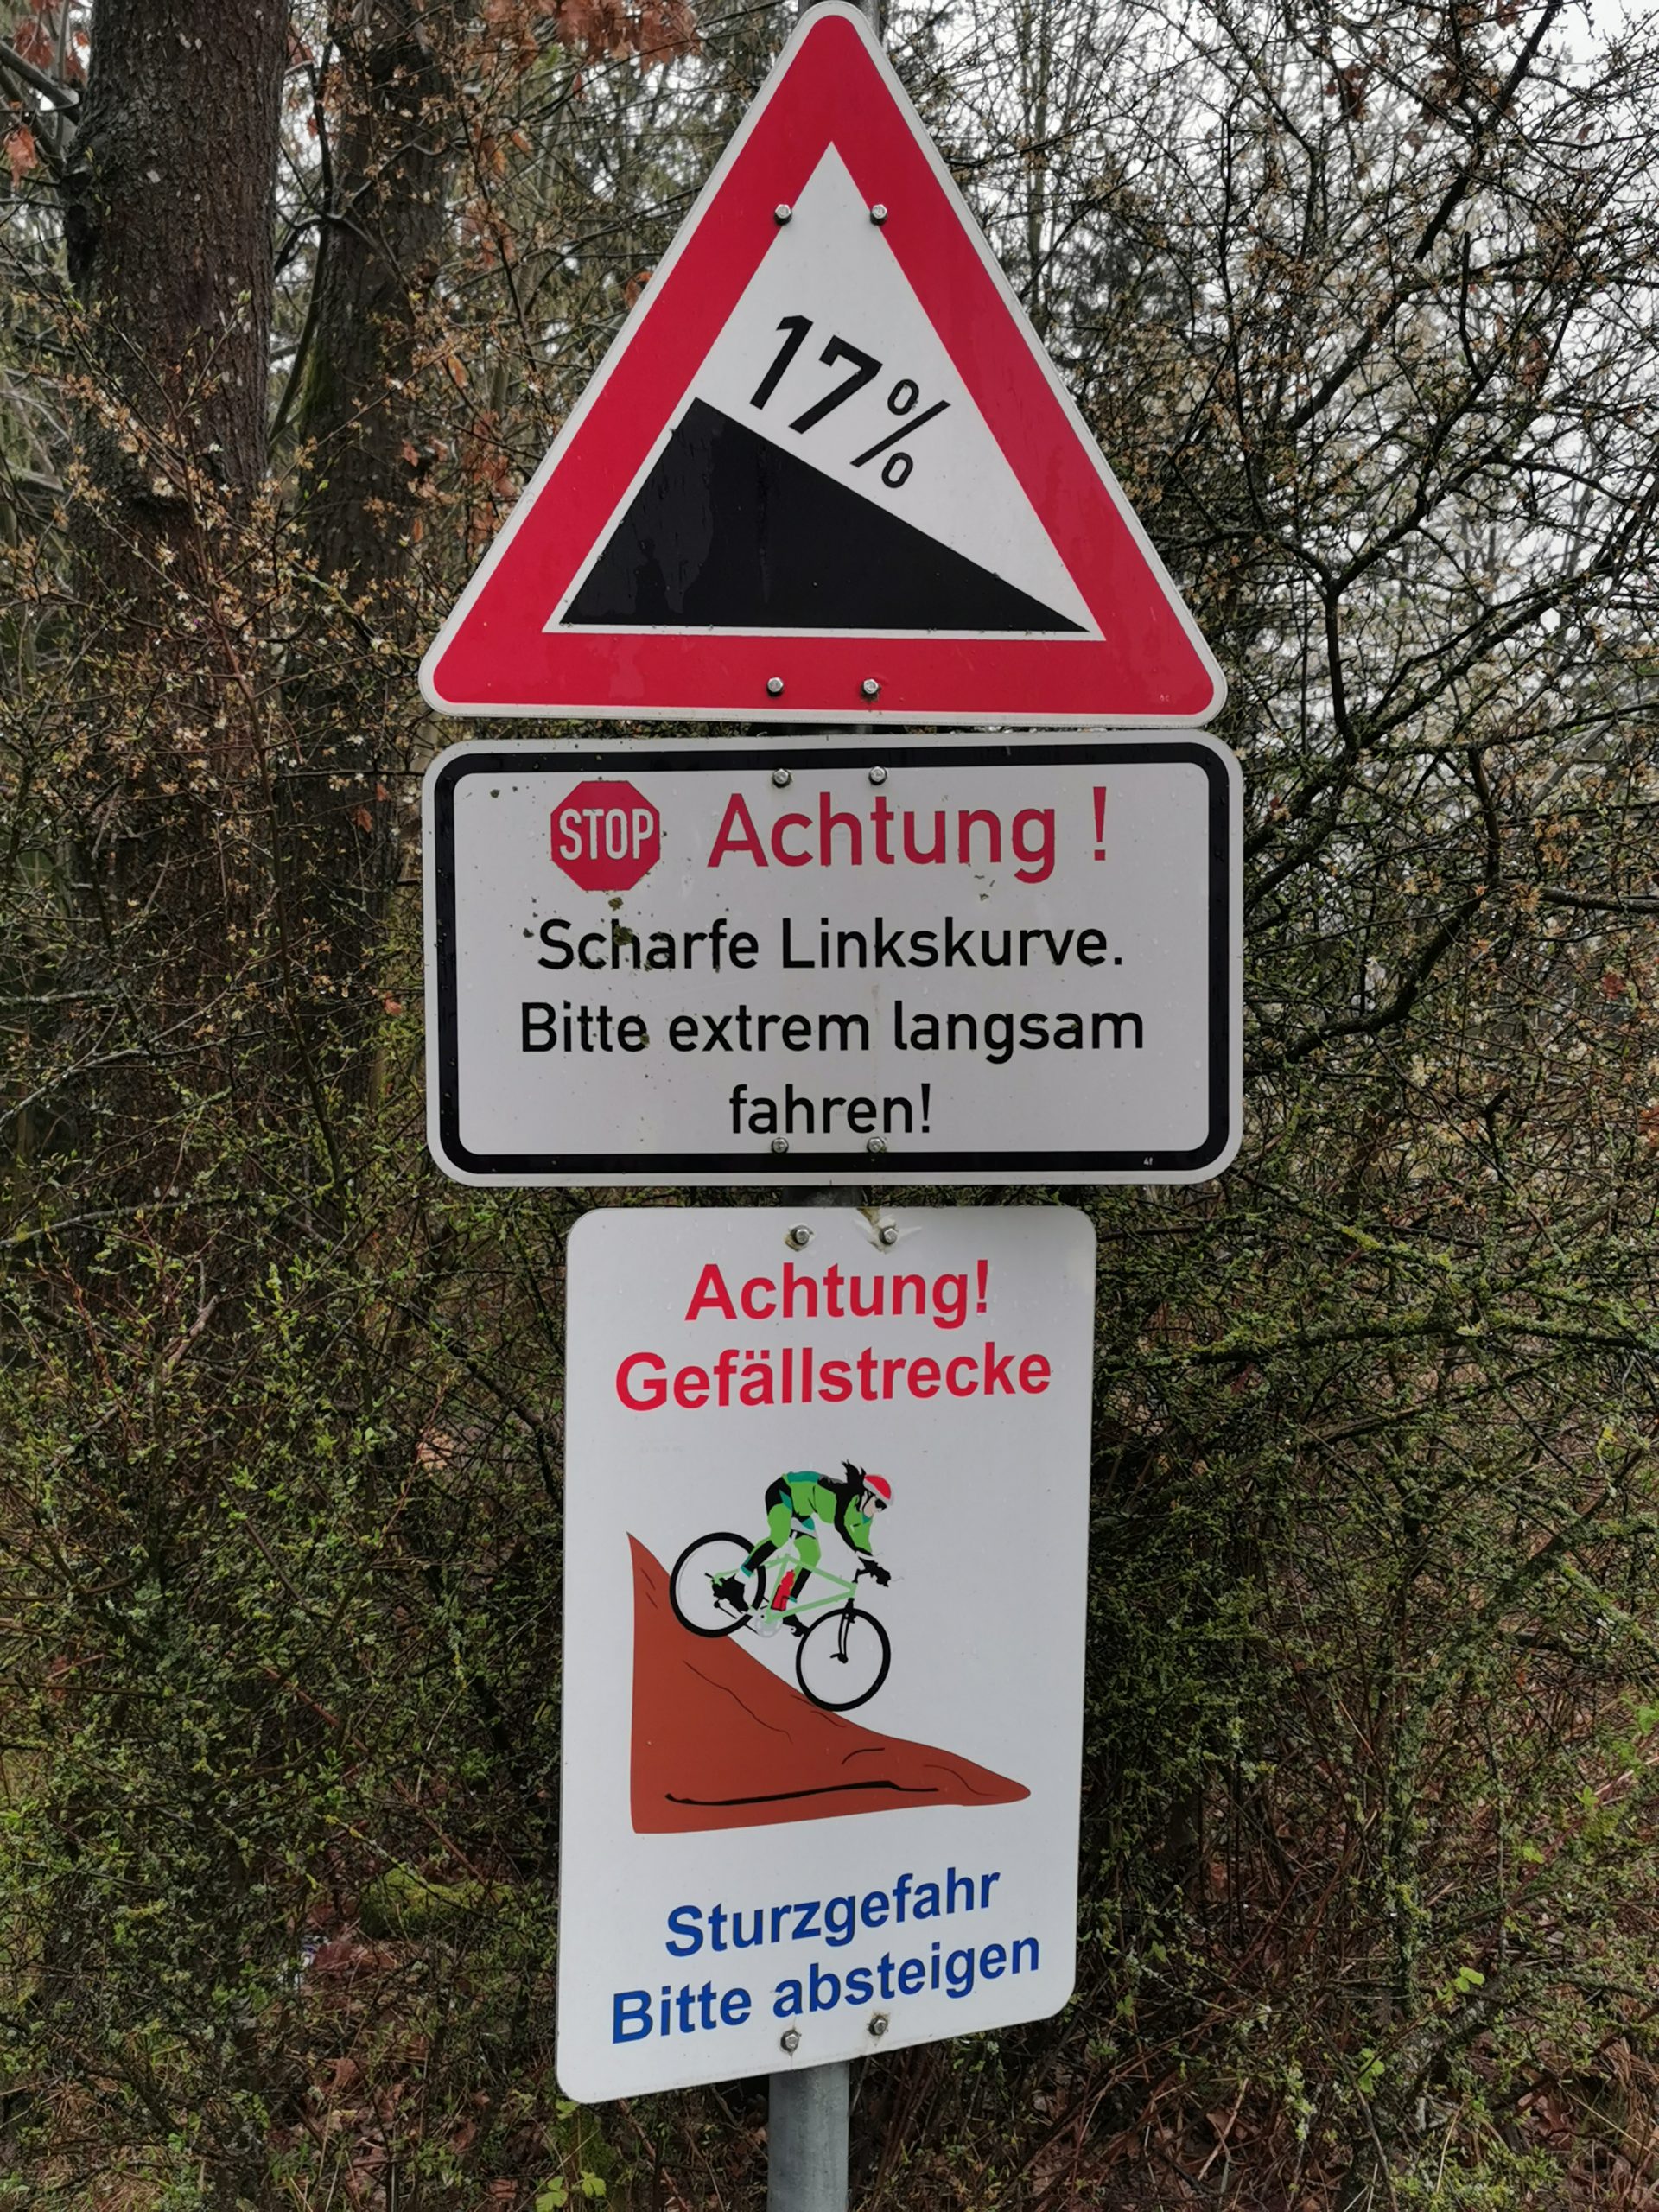 17%
STOP Achtung !
Scharfe Linkskurve.
Bitte extrem langsam
fahren!
Achtung!
Gefällstrecke
Sturzgefahr
Bitte absteigen